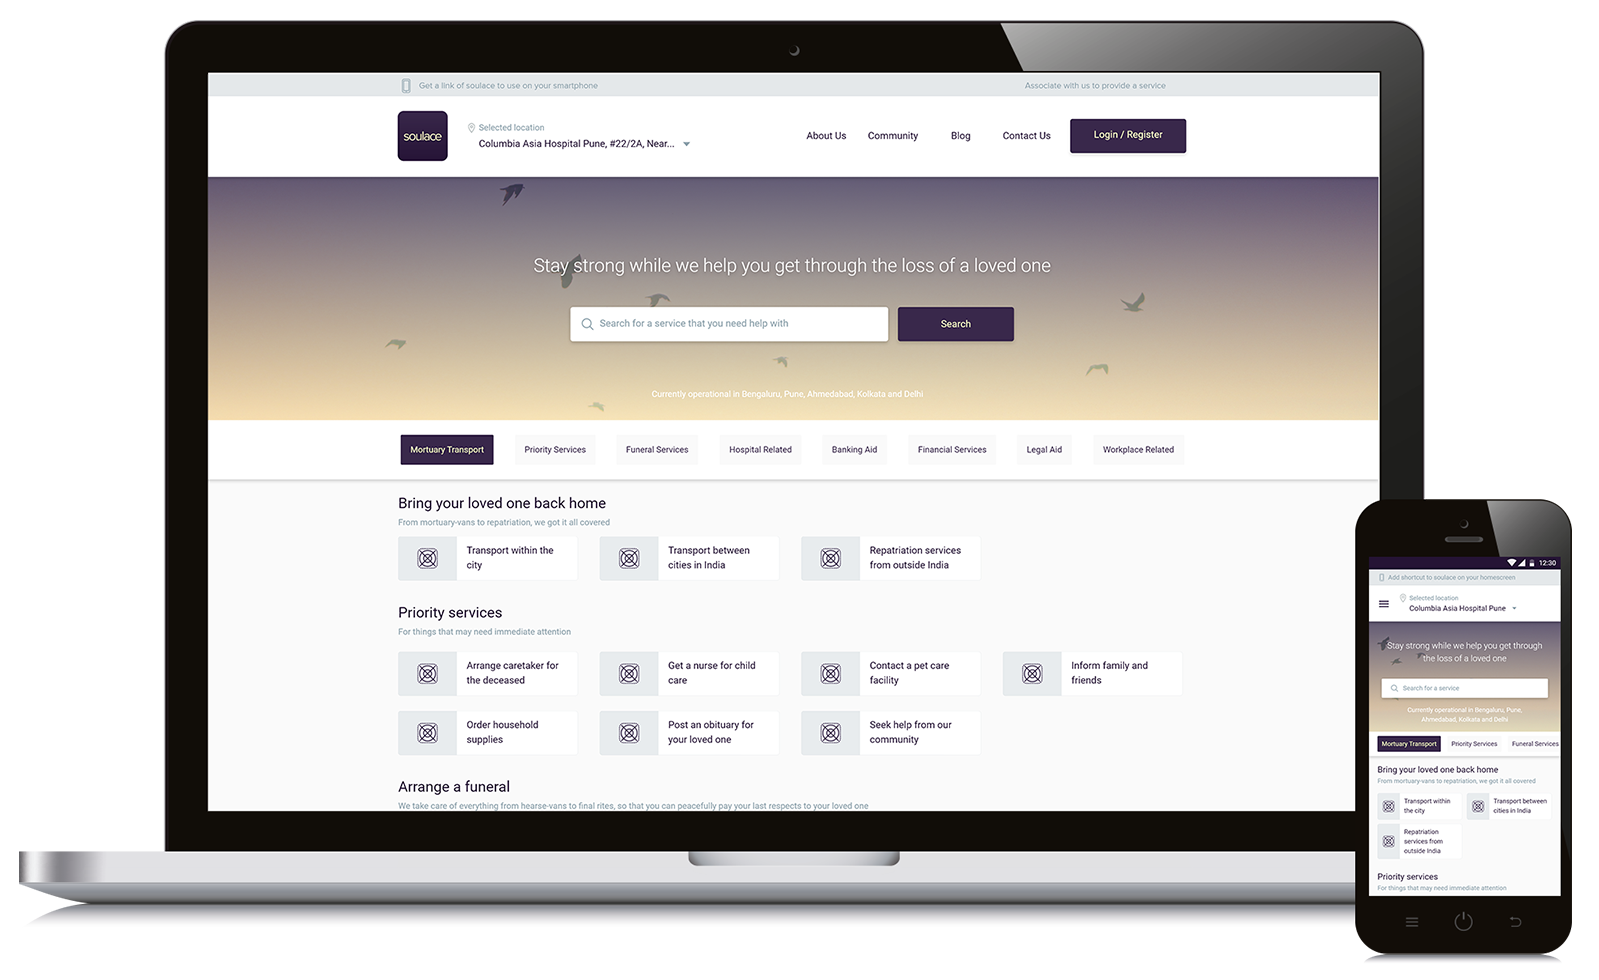 Get a link of soulace to use on your smartphone
Associate with us to provide a service
soulace
Selected location
Columbia Asia Hospital Pune, #22/2A, Near...
About Us
Community
Blog
Contact Us
Login / Register
Stay strong while we help you get through the loss of a loved one
Search for a service that you need help with
Search
Currently operational in Bengaluru, Pune, Ahmedabad, Kolkata and Delhi
Mortuary Transport
Priority Services
Funeral Services
Hospital Related
Banking Aid
Financial Services
Legal Aid
Workplace Related
Bring your loved one back home
From mortuary-vans to repatriation, we got it all covered
Transport within the
city
Transport between
cities in India
Repatriation services
from outside India
Priority services
For things that may need immediate attention
Arrange caretaker for
the deceased
Get a nurse for child
care
Contact a pet care
facility
Inform family and
friends
Order household
supplies
Post an obituary for
your loved one
Seek help from our
community
Arrange a funeral
We take care of everything from hearse-vans to final rites, so that you can peacefully pay your last respects to your loved one
12:30
Add shortcut to soulace on your homescreen
Selected location
Columbia Asia Hospital Pune
Stay strong while we help you get through
the loss of a loved one
Search for a service
Currently operational in Bengaluru, Pune,
Ahmedabad, Kolkata and Delhi
Mortuary Transport
Priority Services
Funeral Services
Bring your loved one back home
From mortuary-vans to repatriation, we got it all covered
Transport within
the city
Transport between
cities in India
Repatriation
services from
outside India
Priority services
For things that may need immediate attention